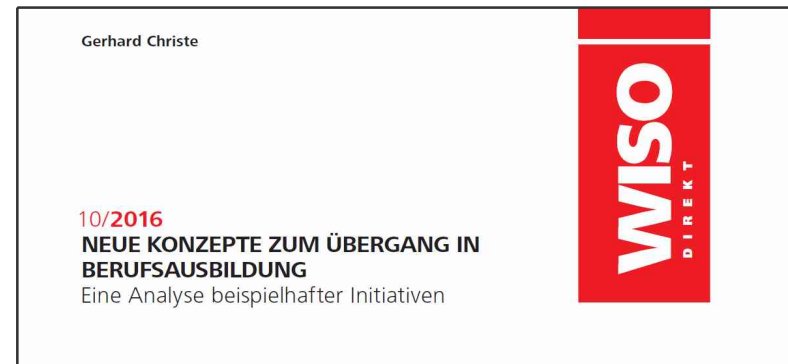 Gerhard Christe
WISO
DIREKT
10/2016
NEUE KONZEPTE ZUM ÜBERGANG IN
BERUFSAUSBILDUNG
Eine Analyse beispielhafter Initiativen